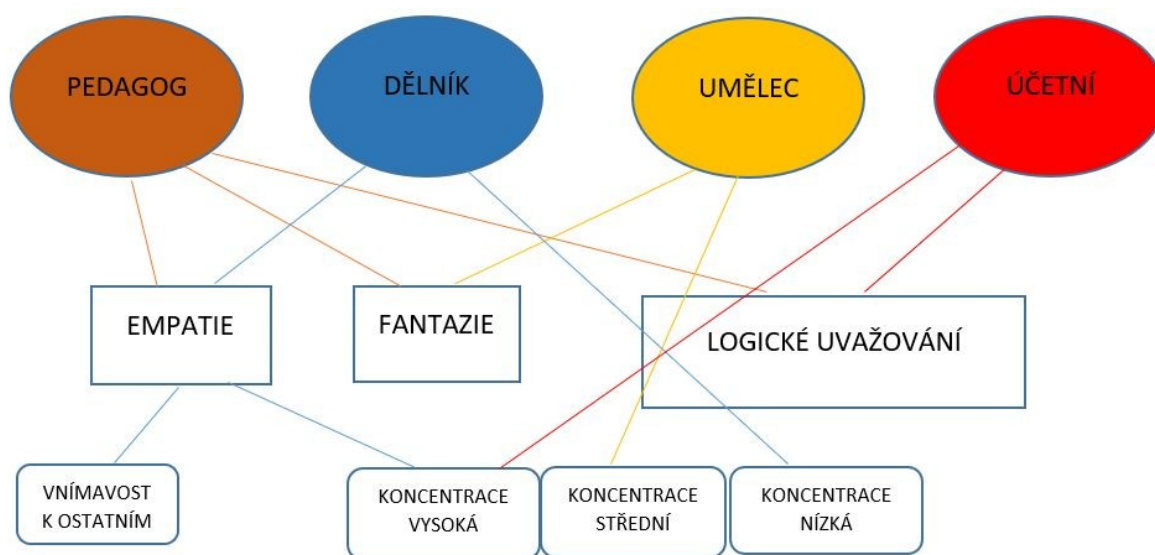 PEDAGOG
DĚLNÍK
UMĚLEC
ÚČETNÍ
EMPATIE
FANTAZIE
LOGICKÉ UVAŽOVÁNÍ
VNÍMAVOST
K OSTATNÍM
KONCENTRACE
VYSOKÁ
KONCENTRACE
STŘEDNÍ
KONCENTRACE
NÍZKÁ